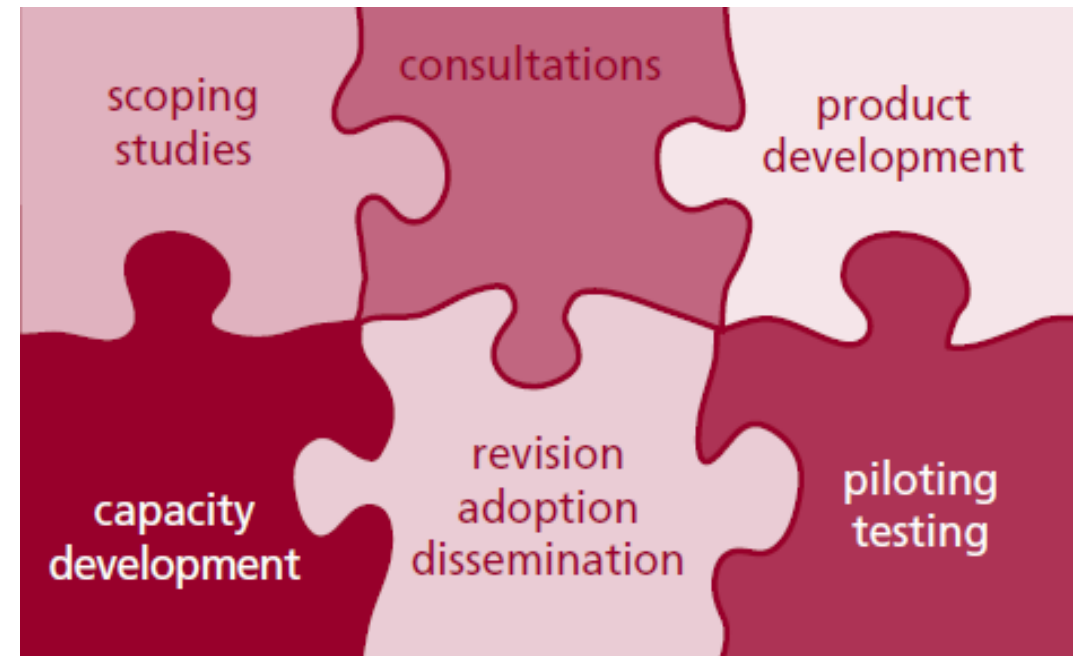 scoping
studies
consultations
product
development
capacity
development
revision
adoption
dissemination
piloting
testing